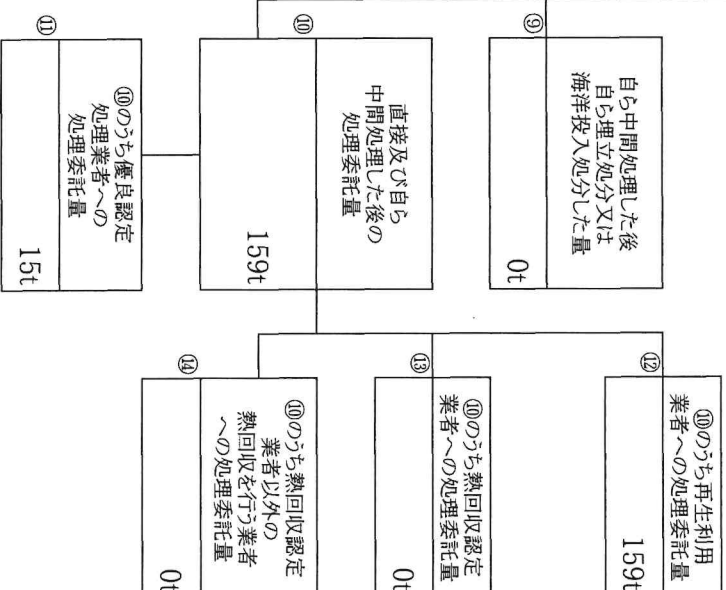 ⑨
自ら中間処理した後
自ら埋立処分又は
海洋投入処分した量
0t
⑩
直接及び自ら
中間処理した後の
処理委託量
159t
⑪
⑩のうち優良認定
処理業者への
処理委託量
15t
⑫
⑩のうち再生利用
業者への処理委託量
159t
⑬
⑩のうち熱回収認定
業者への処理委託量
0t
⑭
⑩のうち熱回収認定
業者以外の
熱回収を行う業者
への処理委託量
0t